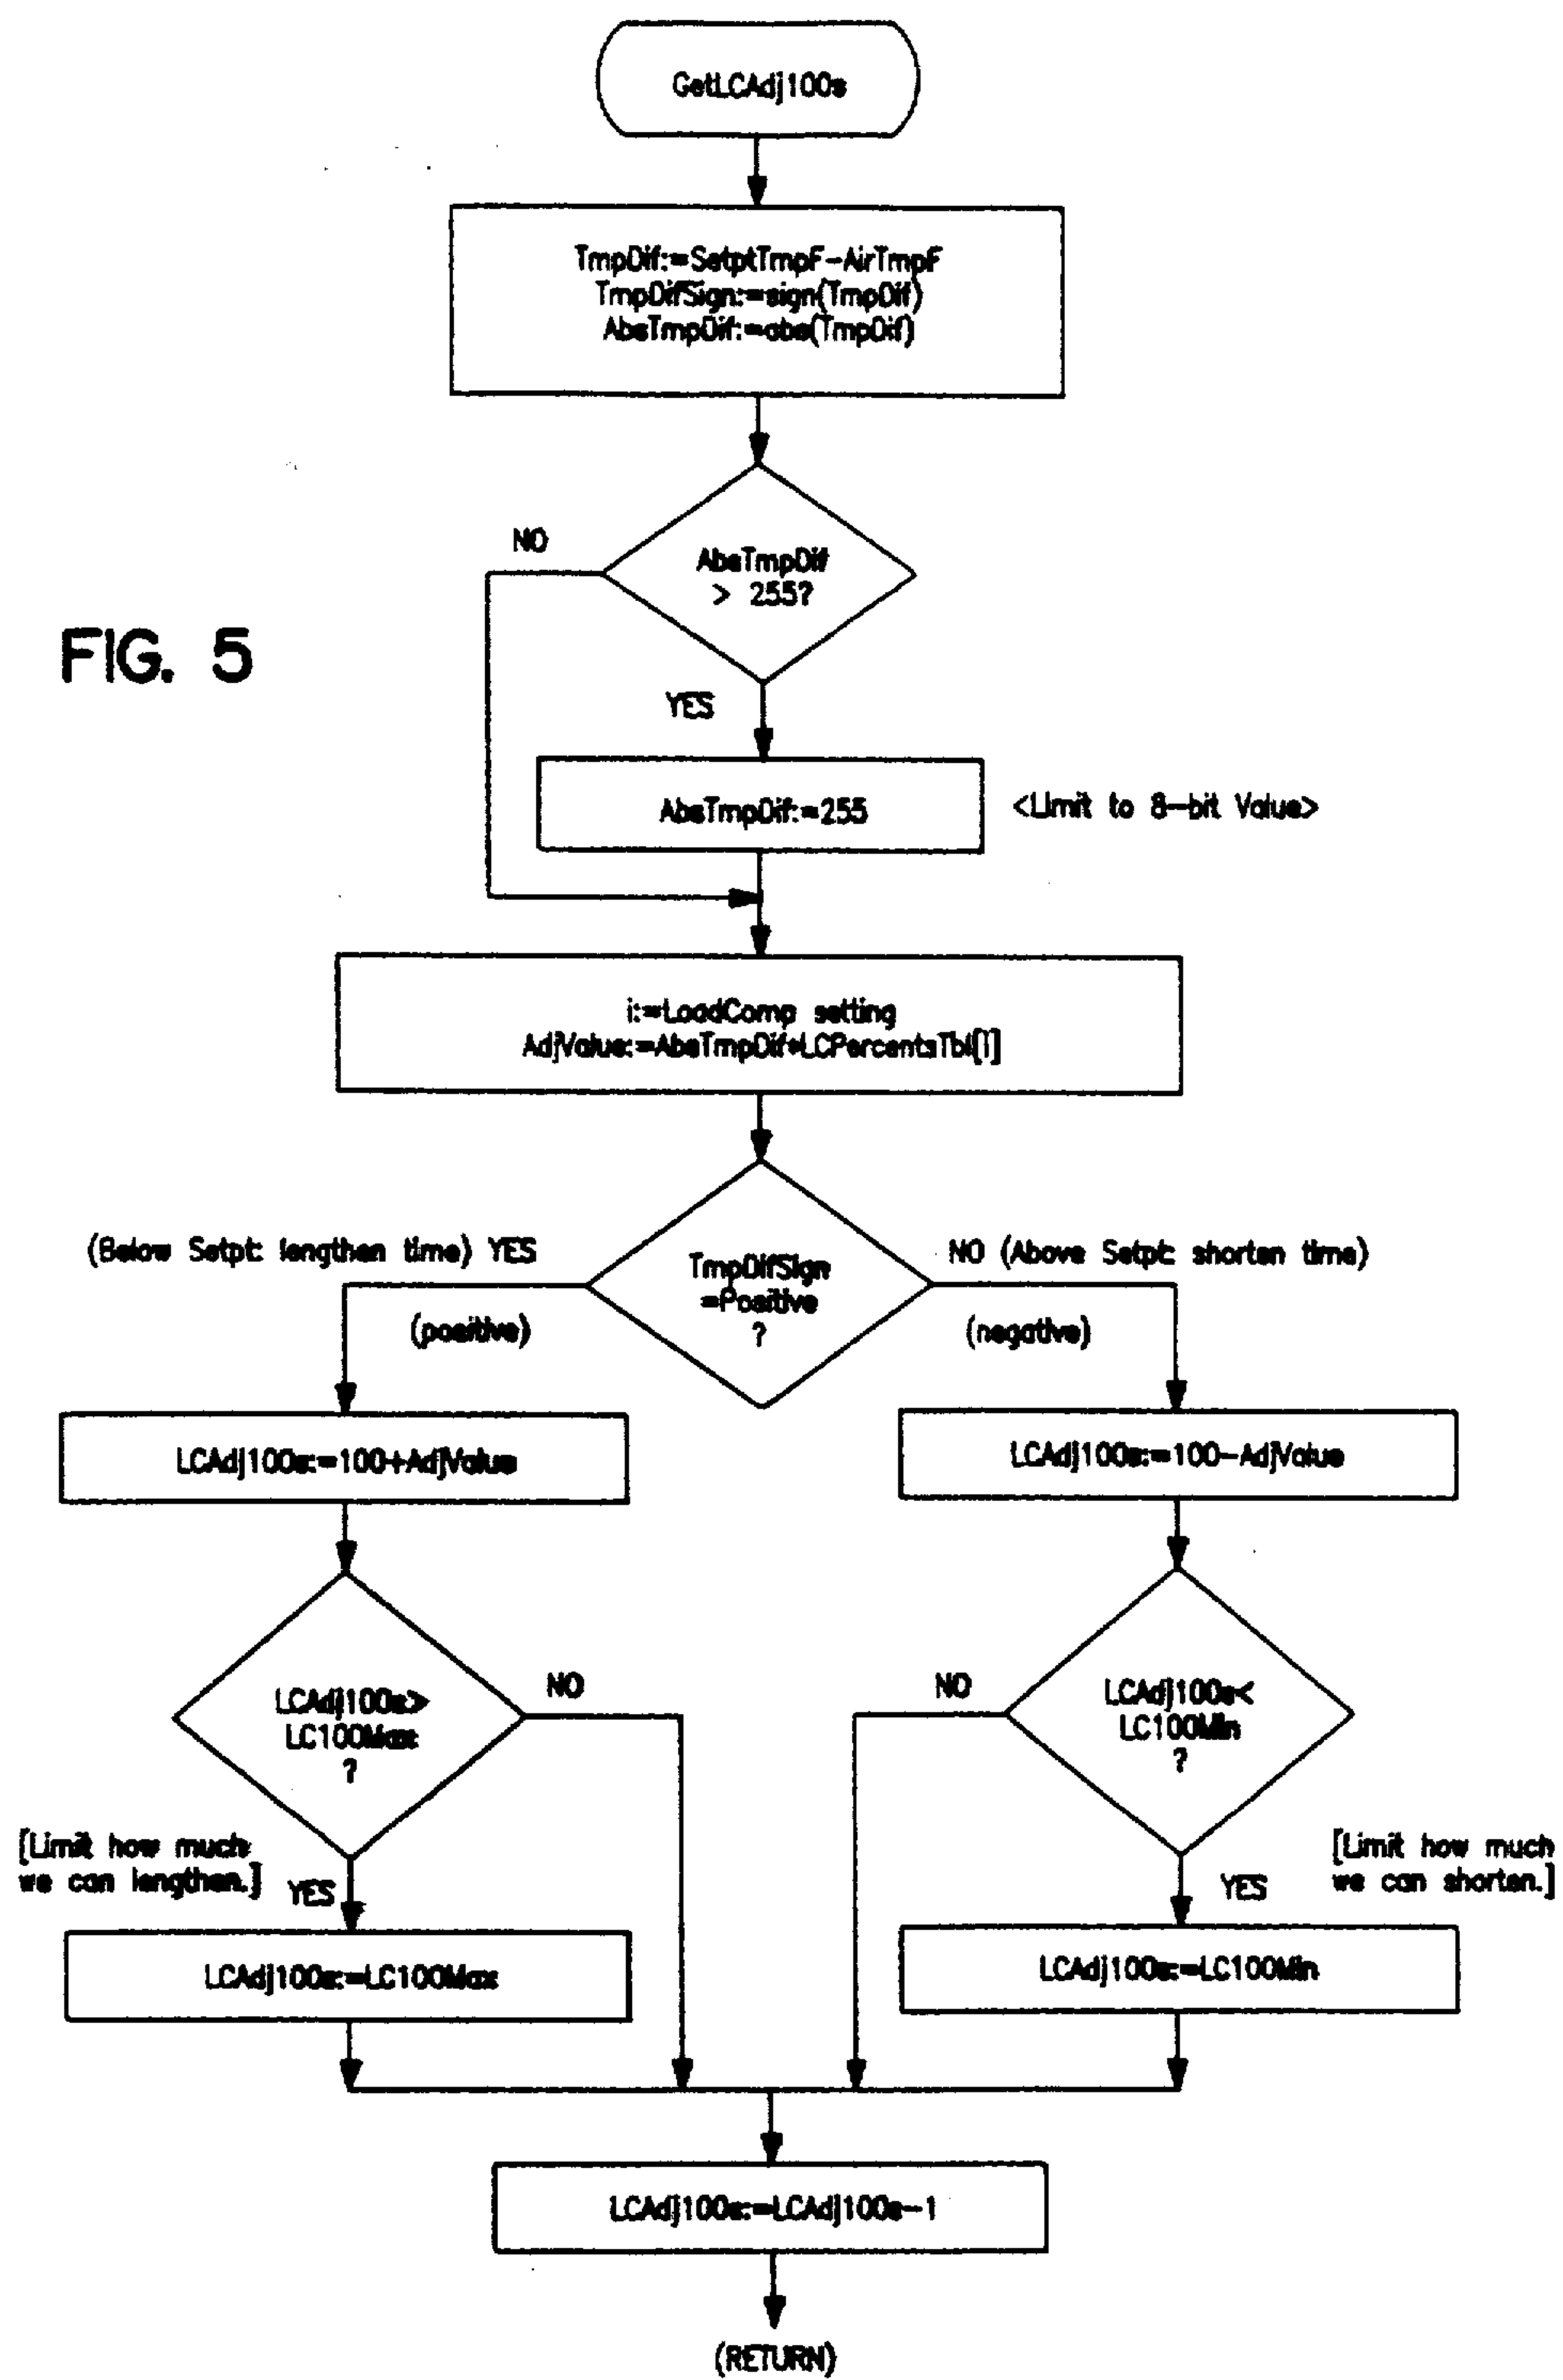 GetLCAdj100s
TmpDif:=SetptTmpF-AirTmpF
TmpDifSign:=sign(TmpDif)
AbsTmpDif:=abs(TmpDif)
NO
AbsTmpDif
> 255?
FIG. 5
YES
AbsTmpDif:=255
<Limit to 8-bit Value>
i:=LoadComp setting
AdjValue:=AbsTmpDif*LCPercentsTbl[i]
(Below Setpt: lengthen time) YES
TmpDifSign
=Positive
?
NO (Above Setpt: shorten time)
(positive)
(negative)
LCAdj100s:=100+AdjValue
LCAdj100s:=100-AdjValue
LCAdj100s>
LC100Max
?
NO
NO
LCAdj100s<
LC100Min
?
[Limit how much
we can lengthen.]
YES
YES
[Limit how much
we can shorten.]
LCAdj100s:=LC100Max
LCAdj100s:=LC100Min
LCAdj100s:=LCAdj100s-1
(RETURN)